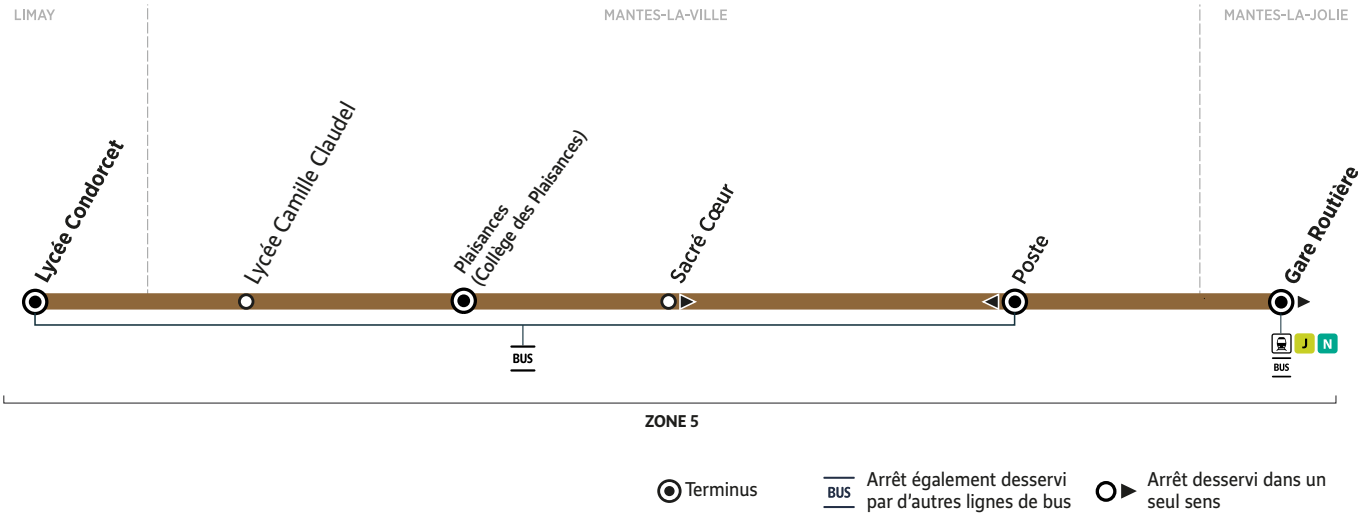 LIMAY
MANTES-LA-VILLE
MANTES-LA-JOLIE
Lycée Condorcet
Lycée Camille Claudel
Plaisances
(Collège des Plaisances)
Sacré Cœur
Poste
Gare Routière
BUS
J N
BUS
ZONE 5
Terminus
BUS
Arrêt également desservi
par d'autres lignes de bus
Arrêt desservi dans un
seul sens